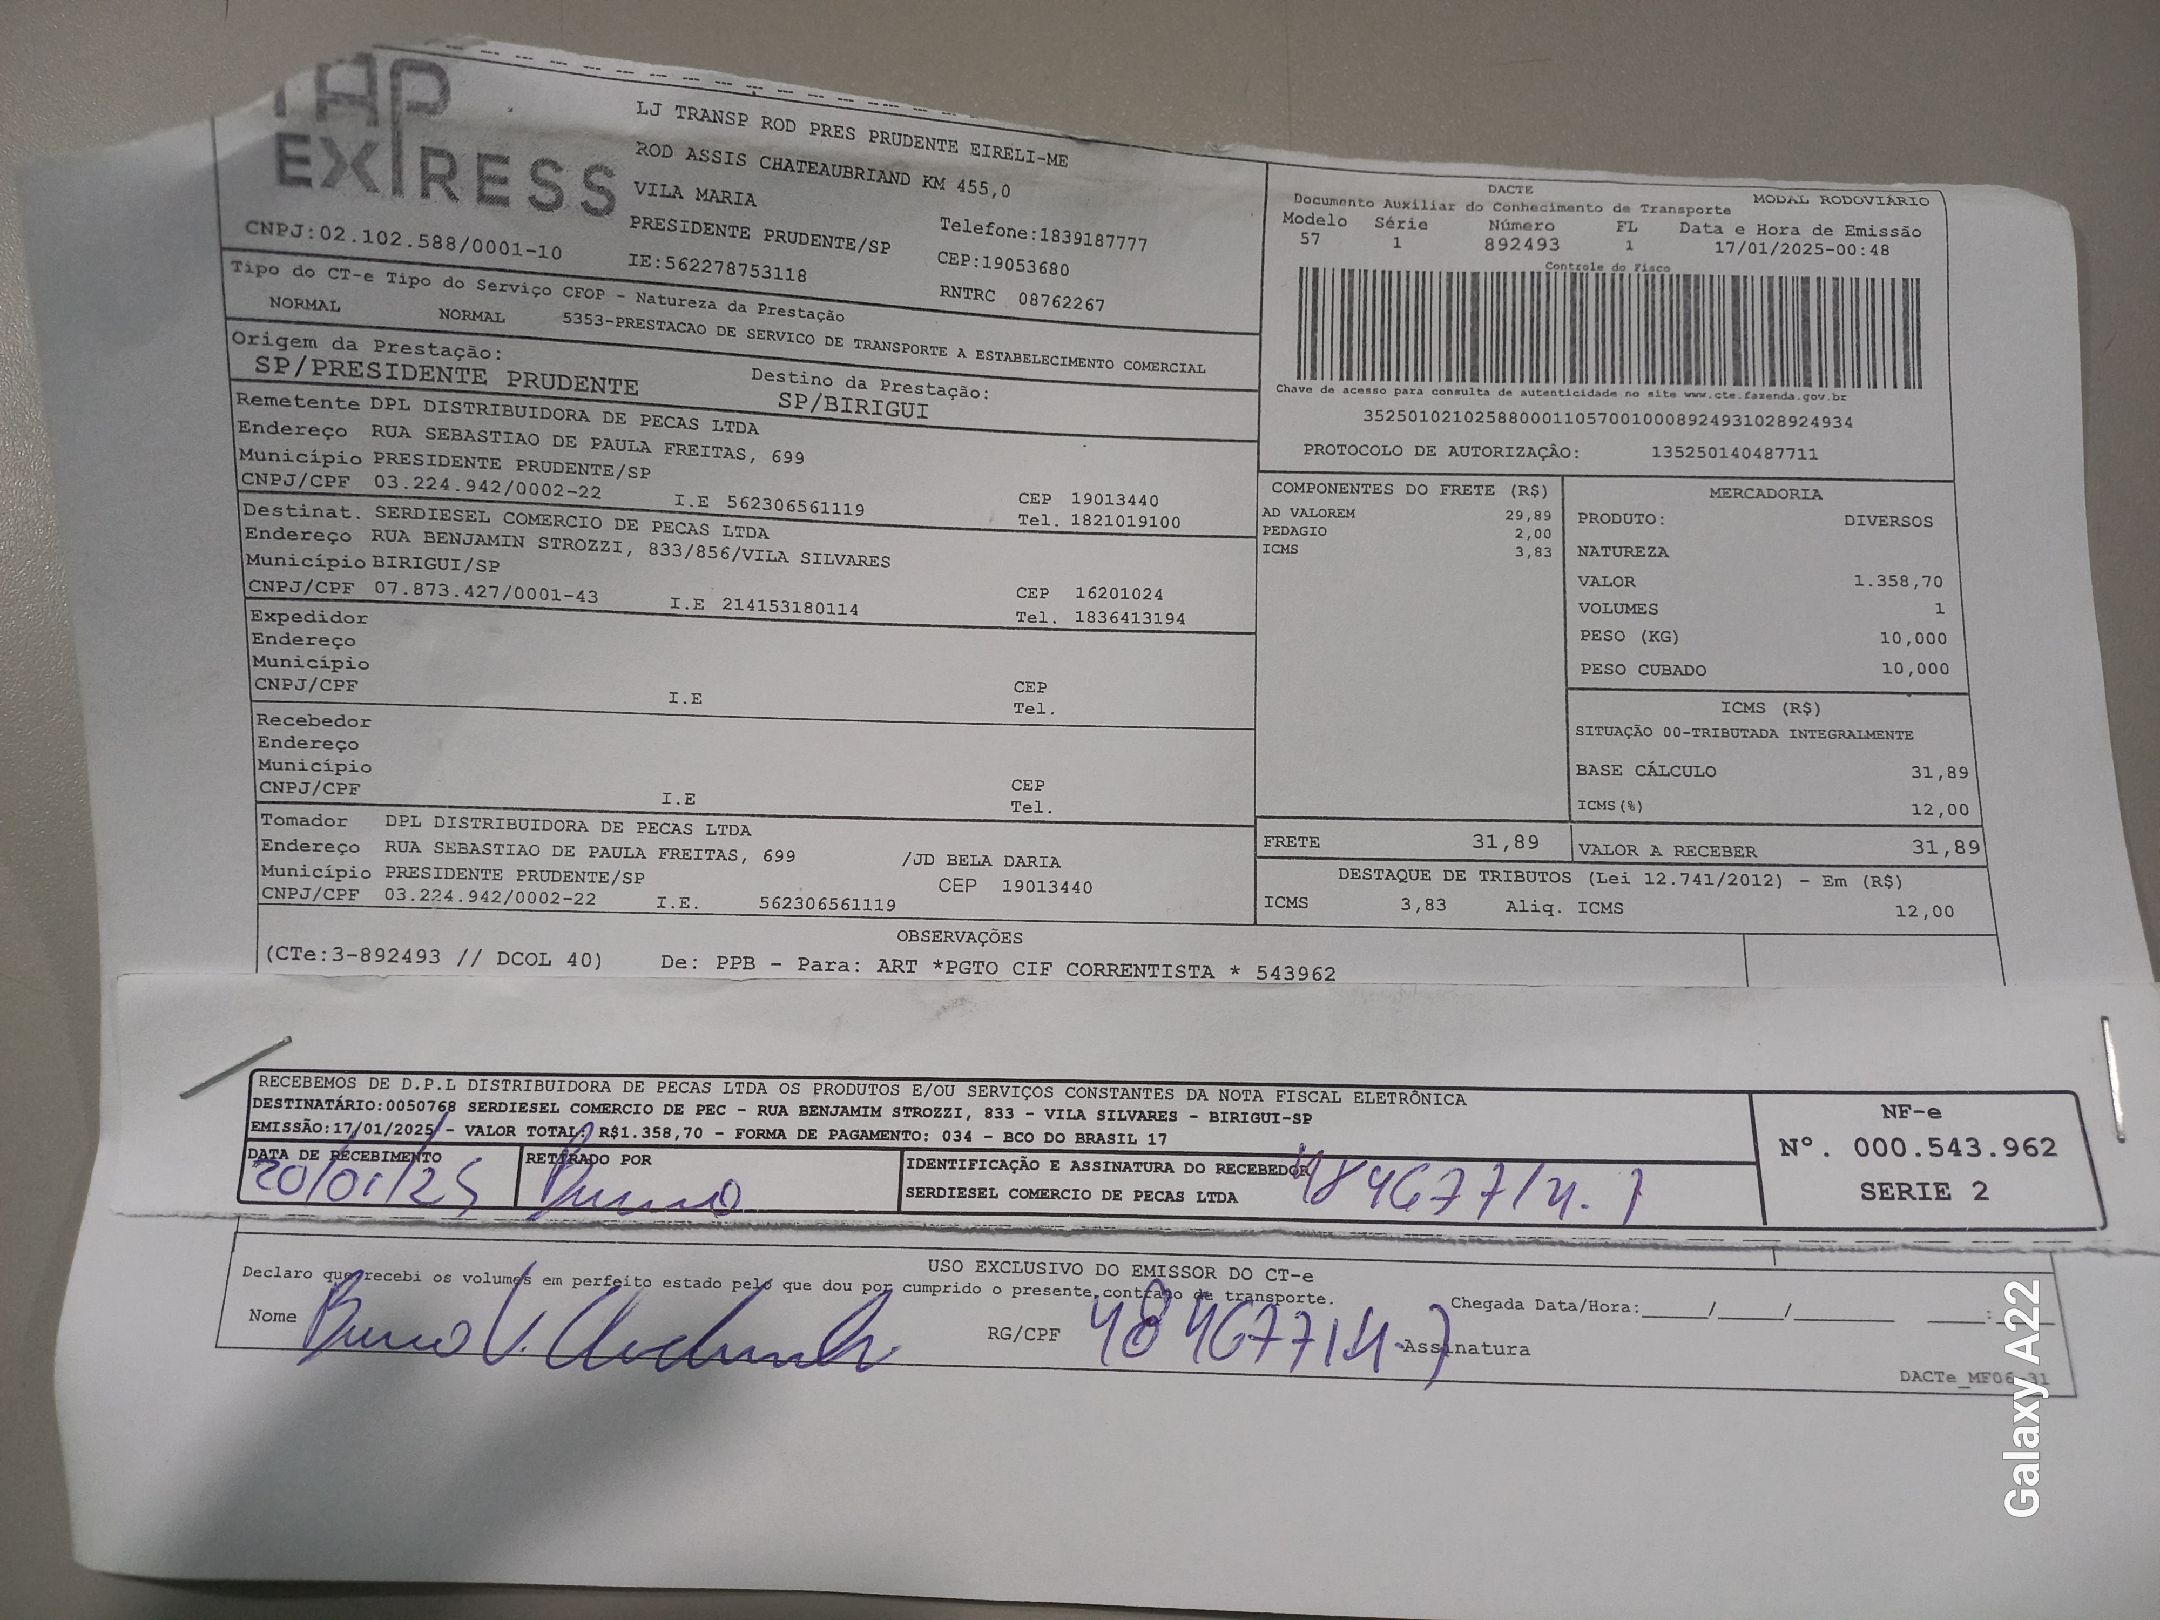 TAP
EXPRESS
LJ TRANSP ROD PRES PRUDENTE EIRELI-ME
ROD ASSIS CHATEAUBRIAND KM 455,0
VILA MARIA
PRESIDENTE PRUDENTE/SP
Telefone:1839187777
CNPJ:02.102.588/0001-10
IE:562278753118
CEP:19053680
RNTRC 08762267
Tipo do CT-e Tipo do Serviço CFOP - Natureza da Prestação
NORMAL NORMAL 5353-PRESTACAO DE SERVICO DE TRANSPORTE A ESTABELECIMENTO COMERCIAL
Origem da Prestação:
SP/PRESIDENTE PRUDENTE
Destino da Prestação:
SP/BIRIGUI
Remetente DPL DISTRIBUIDORA DE PECAS LTDA
Endereço RUA SEBASTIAO DE PAULA FREITAS, 699
Município PRESIDENTE PRUDENTE/SP
CEP 19013440
CNPJ/CPF 03.224.942/0002-22 I.E 562306561119 Tel. 1821019100
Destinat. SERDIESEL COMERCIO DE PECAS LTDA
Endereço RUA BENJAMIN STROZZI, 833/856/VILA SILVARES
Município BIRIGUI/SP
CEP 16201024
CNPJ/CPF 07.873.427/0001-43 I.E 214153180114 Tel. 1836413194
Expedidor
Endereço
Município
CEP
CNPJ/CPF I.E Tel.
Recebedor
Endereço
Município
CEP
CNPJ/CPF I.E Tel.
Tomador DPL DISTRIBUIDORA DE PECAS LTDA
Endereço RUA SEBASTIAO DE PAULA FREITAS, 699 /JD BELA DARIA
Município PRESIDENTE PRUDENTE/SP CEP 19013440
CNPJ/CPF 03.224.942/0002-22 I.E. 562306561119
DACTE MODAL RODOVIÁRIO
Documento Auxiliar do Conhecimento de Transporte
Modelo Série Número FL Data e Hora de Emissão
57 1 892493 1 17/01/2025-00:48
Controle do Fisco
Chave de acesso para consulta de autenticidade no site www.cte.fazenda.gov.br
35250102102588000110570010008924931028924934
PROTOCOLO DE AUTORIZAÇÂO: 135250140487711
COMPONENTES DO FRETE (R$)
AD VALOREM 29,89
PEDAGIO 2,00
ICMS 3,83
MERCADORIA
PRODUTO: DIVERSOS
NATUREZA
VALOR 1.358,70
VOLUMES 1
PESO (KG) 10,000
PESO CUBADO 10,000
ICMS (R$)
SITUAÇÃO 00-TRIBUTADA INTEGRALMENTE
BASE CÁLCULO 31,89
ICMS(%) 12,00
FRETE 31,89 VALOR A RECEBER 31,89
DESTAQUE DE TRIBUTOS (Lei 12.741/2012) - Em (R$)
ICMS 3,83 Aliq. ICMS 12,00
OBSERVAÇÕES
(CTe:3-892493 // DCOL 40) De: PPB - Para: ART *PGTO CIF CORRENTISTA * 543962
RECEBEMOS DE D.P.L DISTRIBUIDORA DE PECAS LTDA OS PRODUTOS E/OU SERVIÇOS CONSTANTES DA NOTA FISCAL ELETRÔNICA
DESTINATÁRIO:0050768 SERDIESEL COMERCIO DE PEC - RUA BENJAMIM STROZZI, 833 - VILA SILVARES - BIRIGUI-SP
EMISSÃO:17/01/2025 - VALOR TOTAL: R$1.358,70 - FORMA DE PAGAMENTO: 034 - BCO DO BRASIL 17
DATA DE RECEBIMENTO
20/01/25
RETIRADO POR
Bruno
IDENTIFICAÇÃO E ASSINATURA DO RECEBEDOR
SERDIESEL COMERCIO DE PECAS LTDA
NF-e
Nº. 000.543.962
SERIE 2
USO EXCLUSIVO DO EMISSOR DO CT-e
Declaro que recebi os volumes em perfeito estado pelo que dou por cumprido o presente contrato de transporte.
Nome Bruno V.
RG/CPF
Assinatura
Chegada Data/Hora:_____/_____/_______ ____:____
DACTe_MF06
Galaxy A22